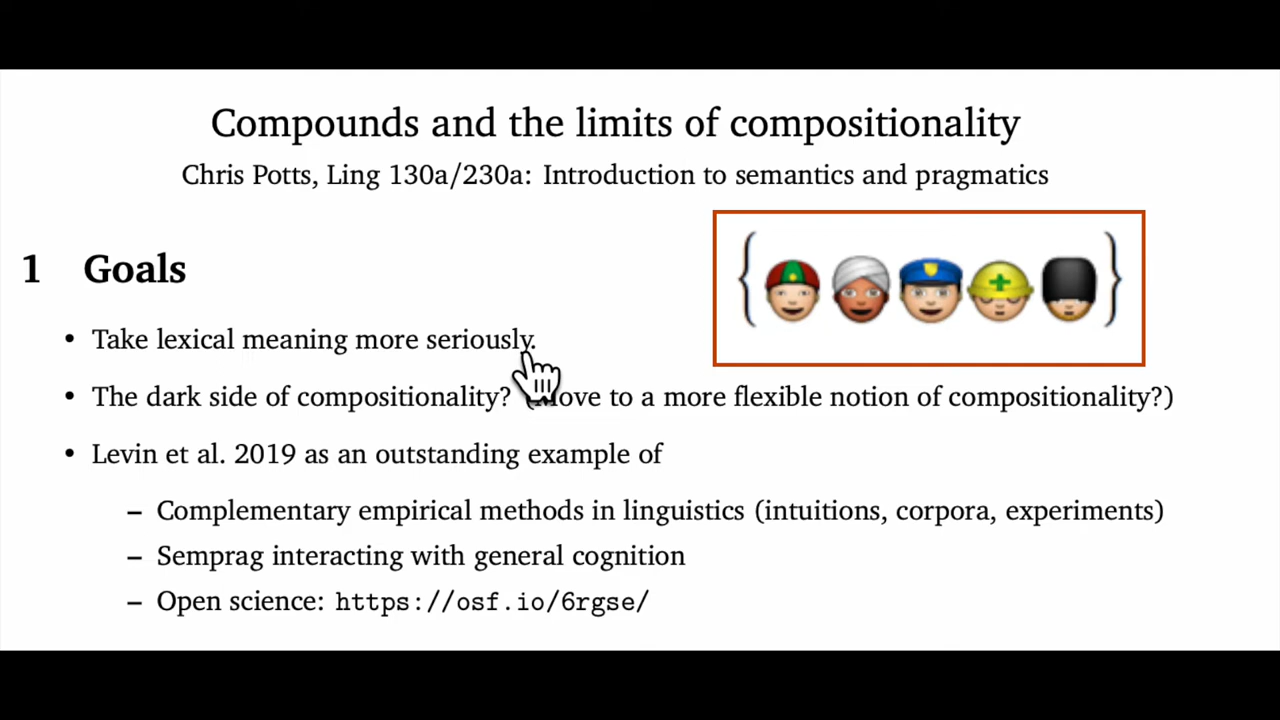 Compounds and the limits of compositionality
Chris Potts, Ling 130a/230a: Introduction to semantics and pragmatics
1 Goals
• Take lexical meaning more seriously.
• The dark side of compositionality? (Move to a more flexible notion of compositionality?)
• Levin et al. 2019 as an outstanding example of
– Complementary empirical methods in linguistics (intuitions, corpora, experiments)
– Semprag interacting with general cognition
– Open science: https://osf.io/6rgse/